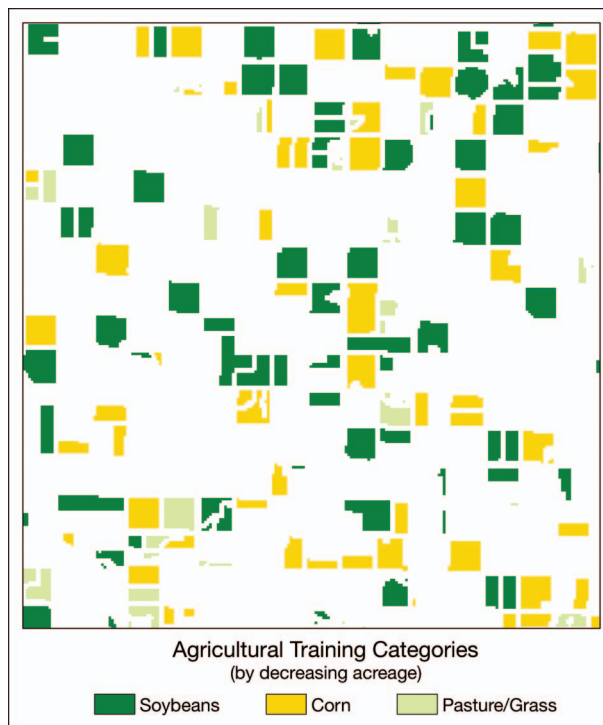 Agricultural Training Categories
(by decreasing acreage)
Soybeans
Corn
Pasture/Grass